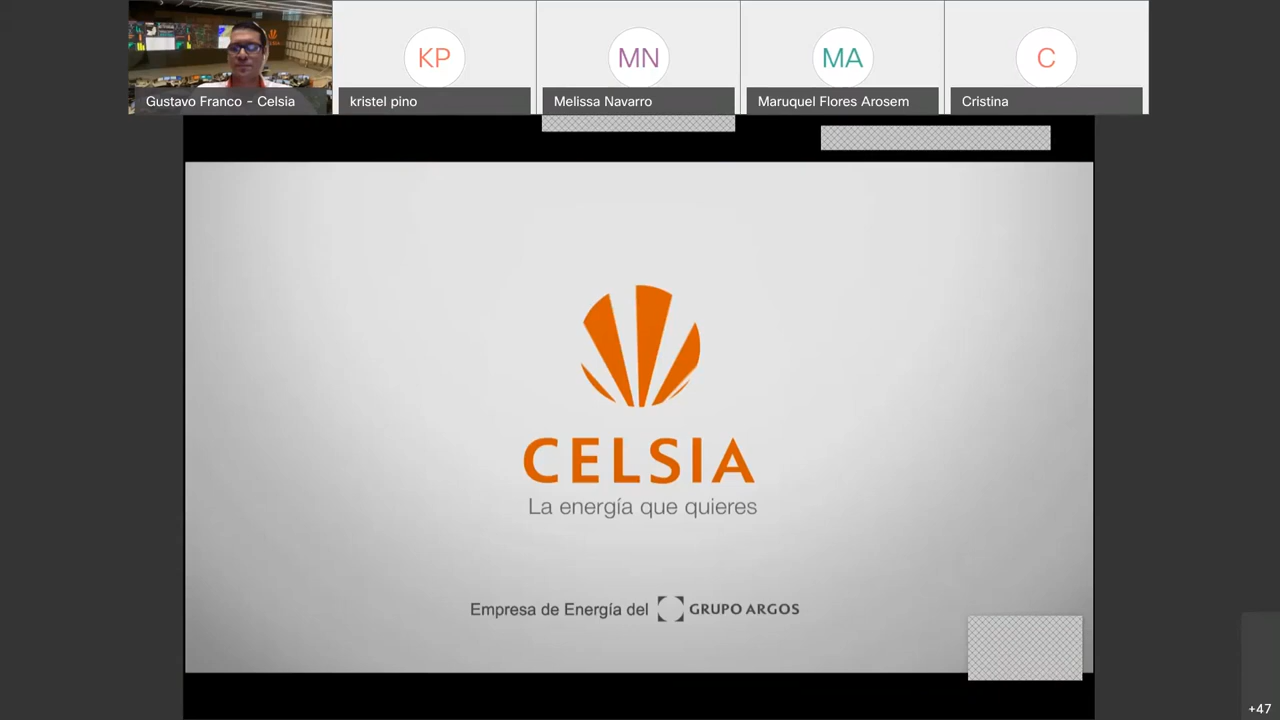 KP
MN
MA
C
CELSIA
Gustavo Franco - Celsia
kristel pino
Melissa Navarro
Maruquel Flores Arosem
Cristina
CELSIA
La energía que quieres
Empresa de Energía del GRUPO ARGOS
+47